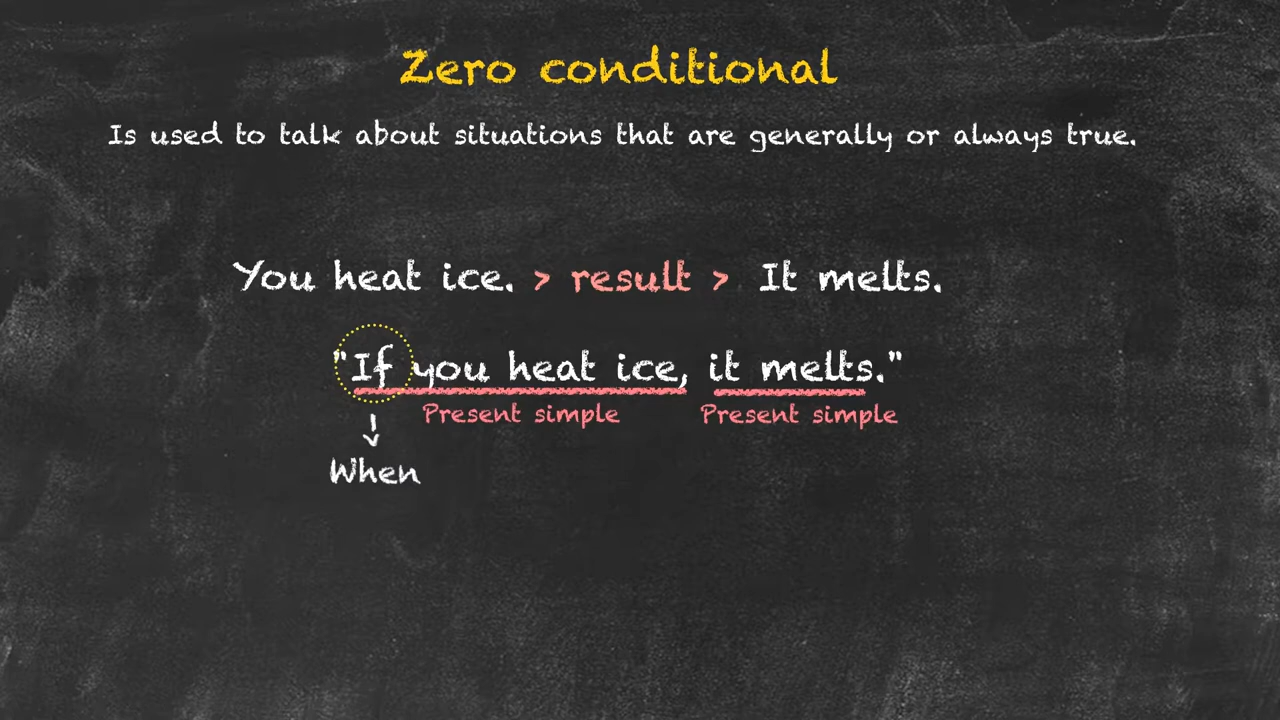 Zero conditional
Is used to talk about situations that are generally or always true.
You heat ice. > result > It melts.
"If you heat ice, it melts."
Present simple Present simple
When